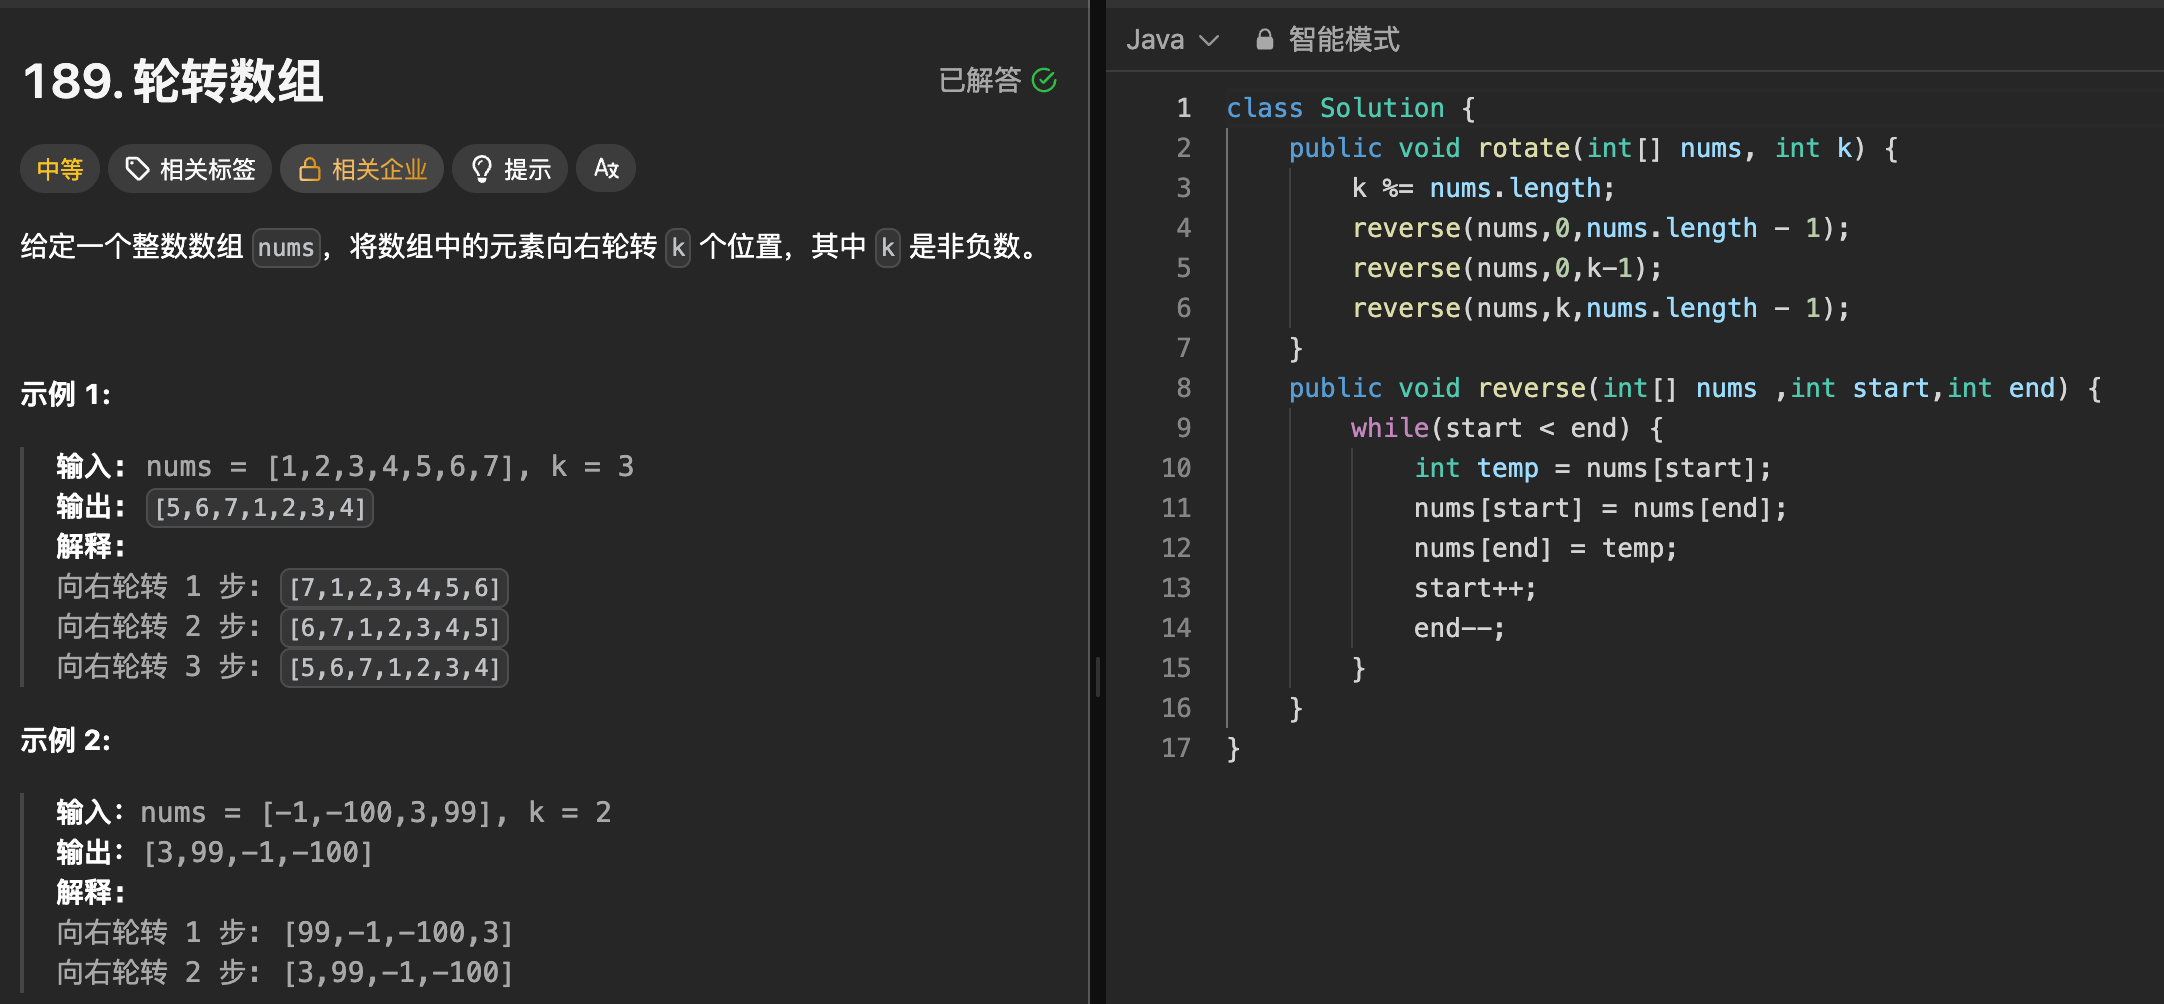 189. 轮转数组
已解答
中等 相关标签 相关企业 提示
给定一个整数数组 nums，将数组中的元素向右轮转 k 个位置，其中 k 是非负数。
示例 1:
输入: nums = [1,2,3,4,5,6,7], k = 3
输出: [5,6,7,1,2,3,4]
解释:
向右轮转 1 步: [7,1,2,3,4,5,6]
向右轮转 2 步: [6,7,1,2,3,4,5]
向右轮转 3 步: [5,6,7,1,2,3,4]
示例 2:
输入：nums = [-1,-100,3,99], k = 2
输出：[3,99,-1,-100]
解释:
向右轮转 1 步: [99,-1,-100,3]
向右轮转 2 步: [3,99,-1,-100]
Java 智能模式
1 class Solution {
2 public void rotate(int[] nums, int k) {
3 k %= nums.length;
4 reverse(nums,0,nums.length - 1);
5 reverse(nums,0,k-1);
6 reverse(nums,k,nums.length - 1);
7 }
8 public void reverse(int[] nums ,int start,int end) {
9 while(start < end) {
10 int temp = nums[start];
11 nums[start] = nums[end];
12 nums[end] = temp;
13 start++;
14 end--;
15 }
16 }
17 }